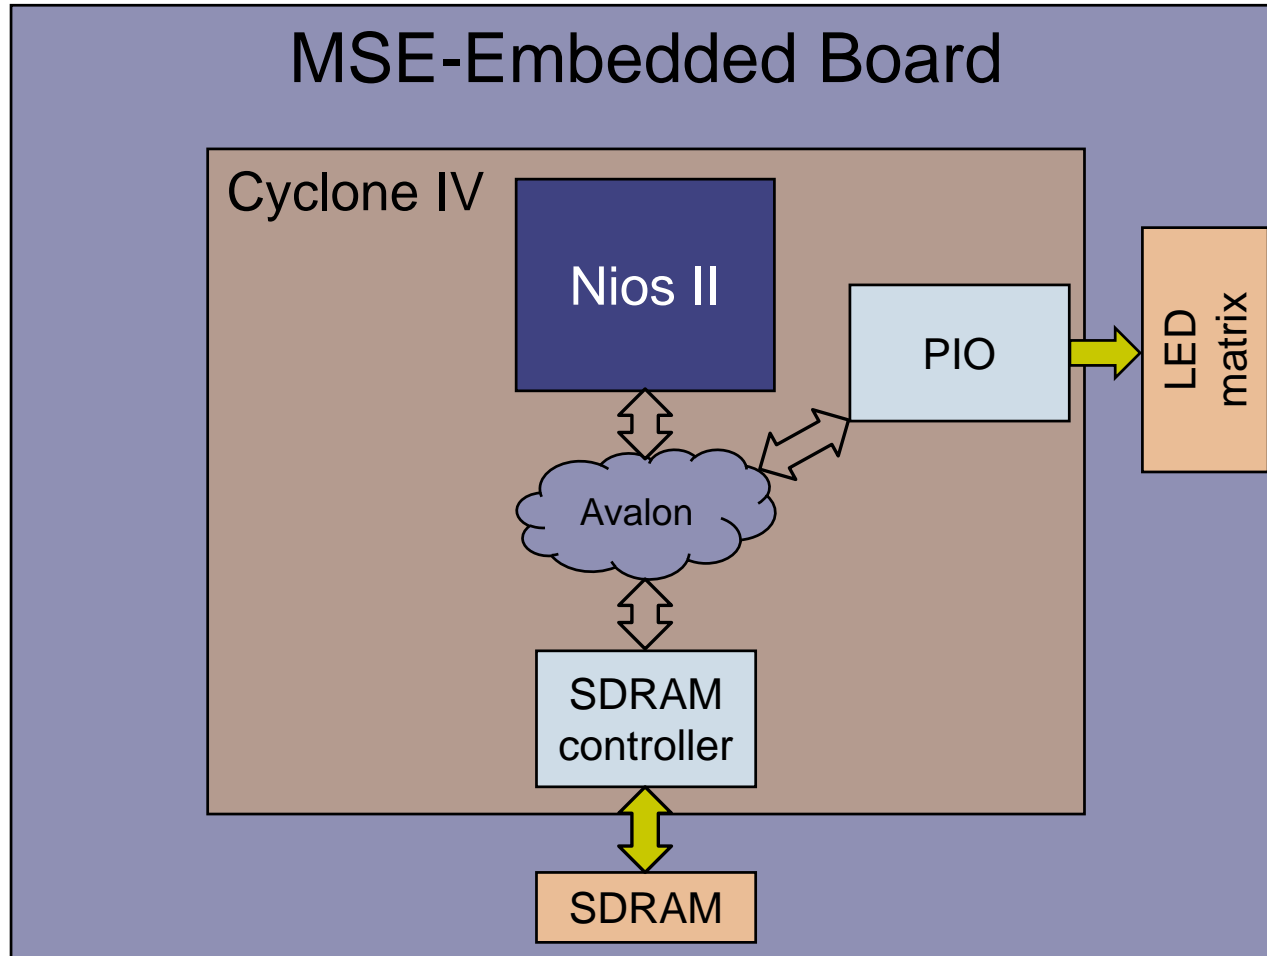 MSE-Embedded Board
Cyclone IV
Nios II
PIO
LED
matrix
Avalon
SDRAM
controller
SDRAM